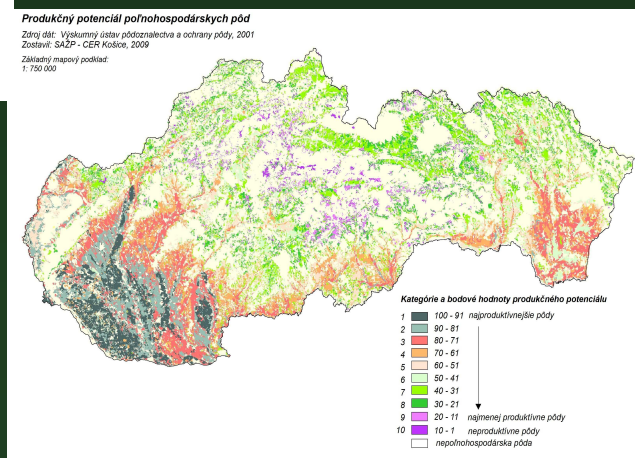 Produkčný potenciál poľnohospodárskych pôd
Zdroj dát: Výskumný ústav pôdoznalectva a ochrany pôdy, 2001
Zostavil: SAŽP - CER Košice, 2009
Základný mapový podklad:
1: 750 000
Kategórie a bodové hodnoty produkčného potenciálu
1 100 - 91 najproduktívnejšie pôdy
2 90 - 81
3 80 - 71
4 70 - 61
5 60 - 51
6 50 - 41
7 40 - 31
8 30 - 21
9 20 - 11 najmenej produktívne pôdy
10 10 - 1 neproduktívne pôdy
nepoľnohospodárska pôda